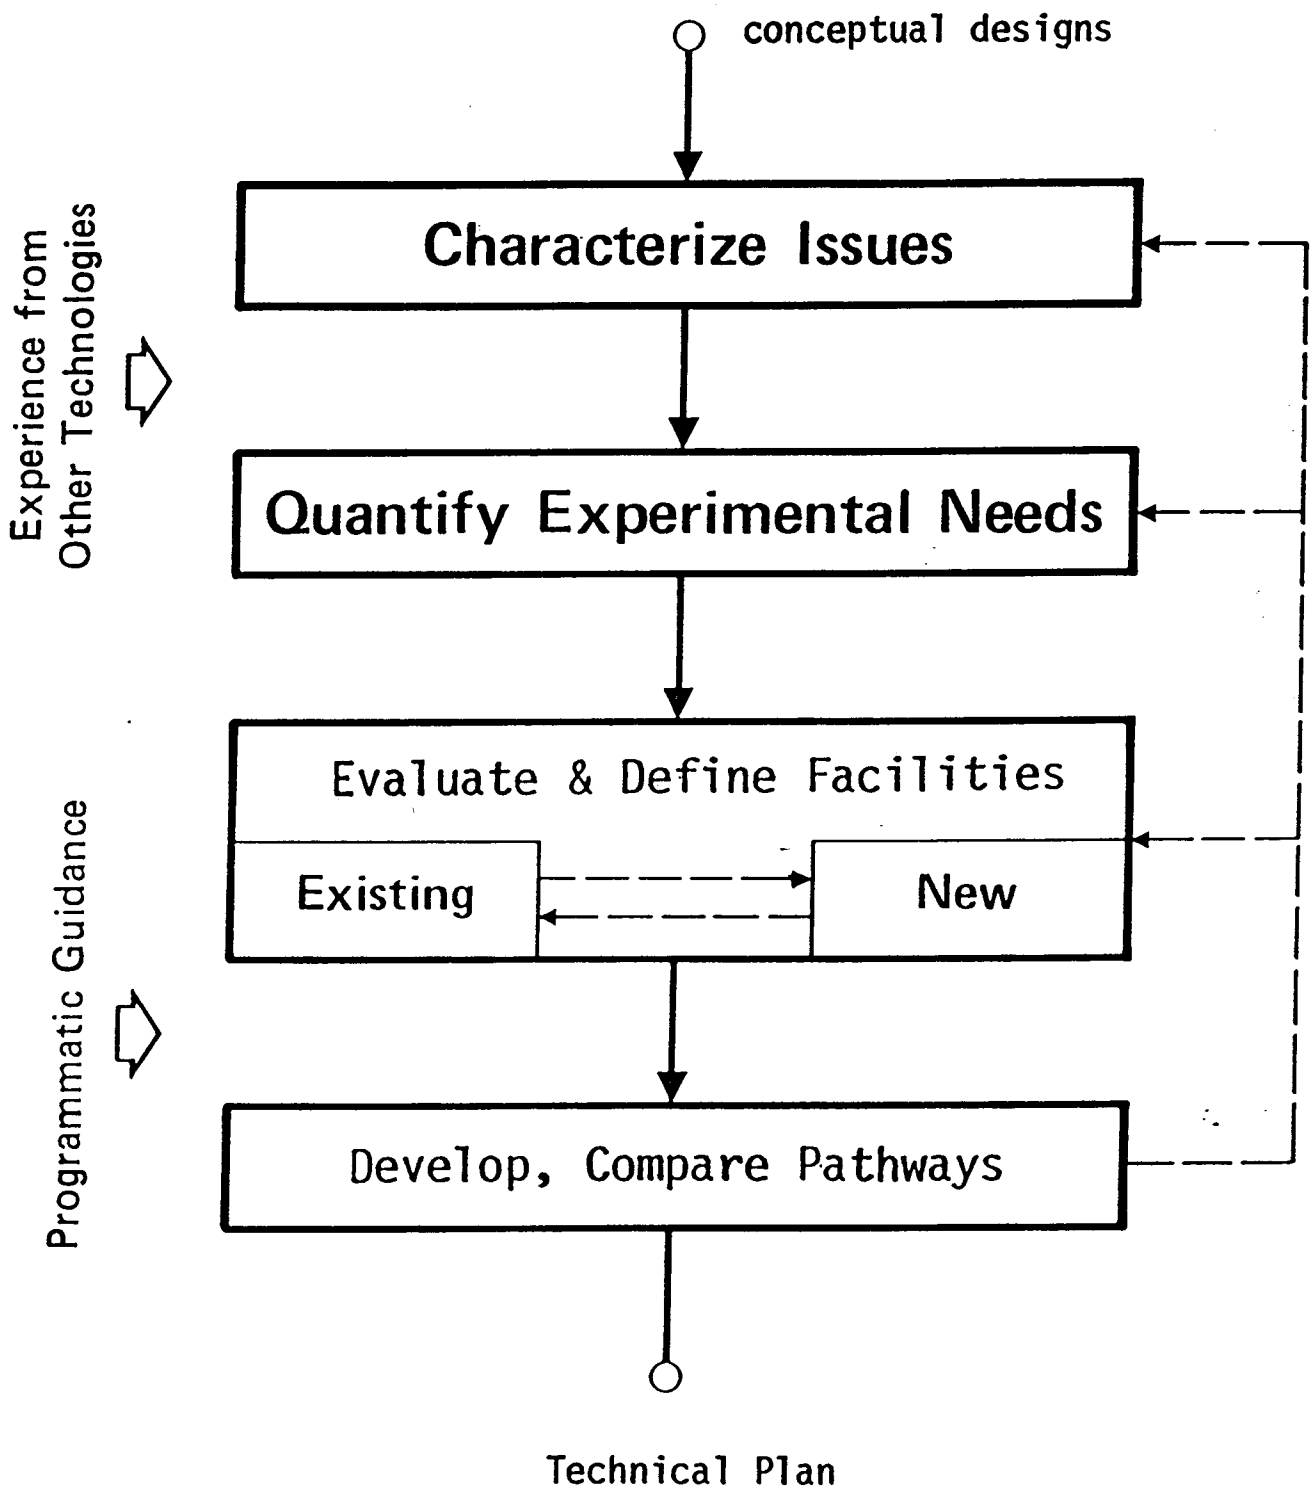 conceptual designs
Characterize Issues
Experience from
Other Technologies
Quantify Experimental Needs
Evaluate & Define Facilities
Existing
New
Programmatic Guidance
Develop, Compare Pathways
Technical Plan